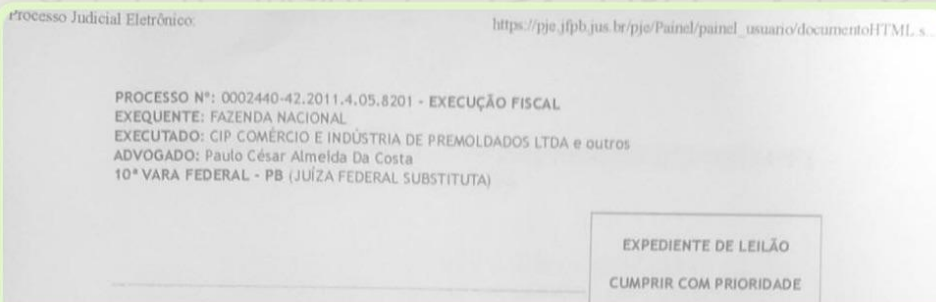 Processo Judicial Eletrônico:
https://pje.jfpb.jus.br/pje/Painel/painel_usuario/documentoHTML.s...
PROCESSO Nº: 0002440-42.2011.4.05.8201 - EXECUÇÃO FISCAL
EXEQUENTE: FAZENDA NACIONAL
EXECUTADO: CIP COMÉRCIO E INDÚSTRIA DE PREMOLDADOS LTDA e outros
ADVOGADO: Paulo César Almeida Da Costa
10ª VARA FEDERAL - PB (JUÍZA FEDERAL SUBSTITUTA)
EXPEDIENTE DE LEILÃO
CUMPRIR COM PRIORIDADE